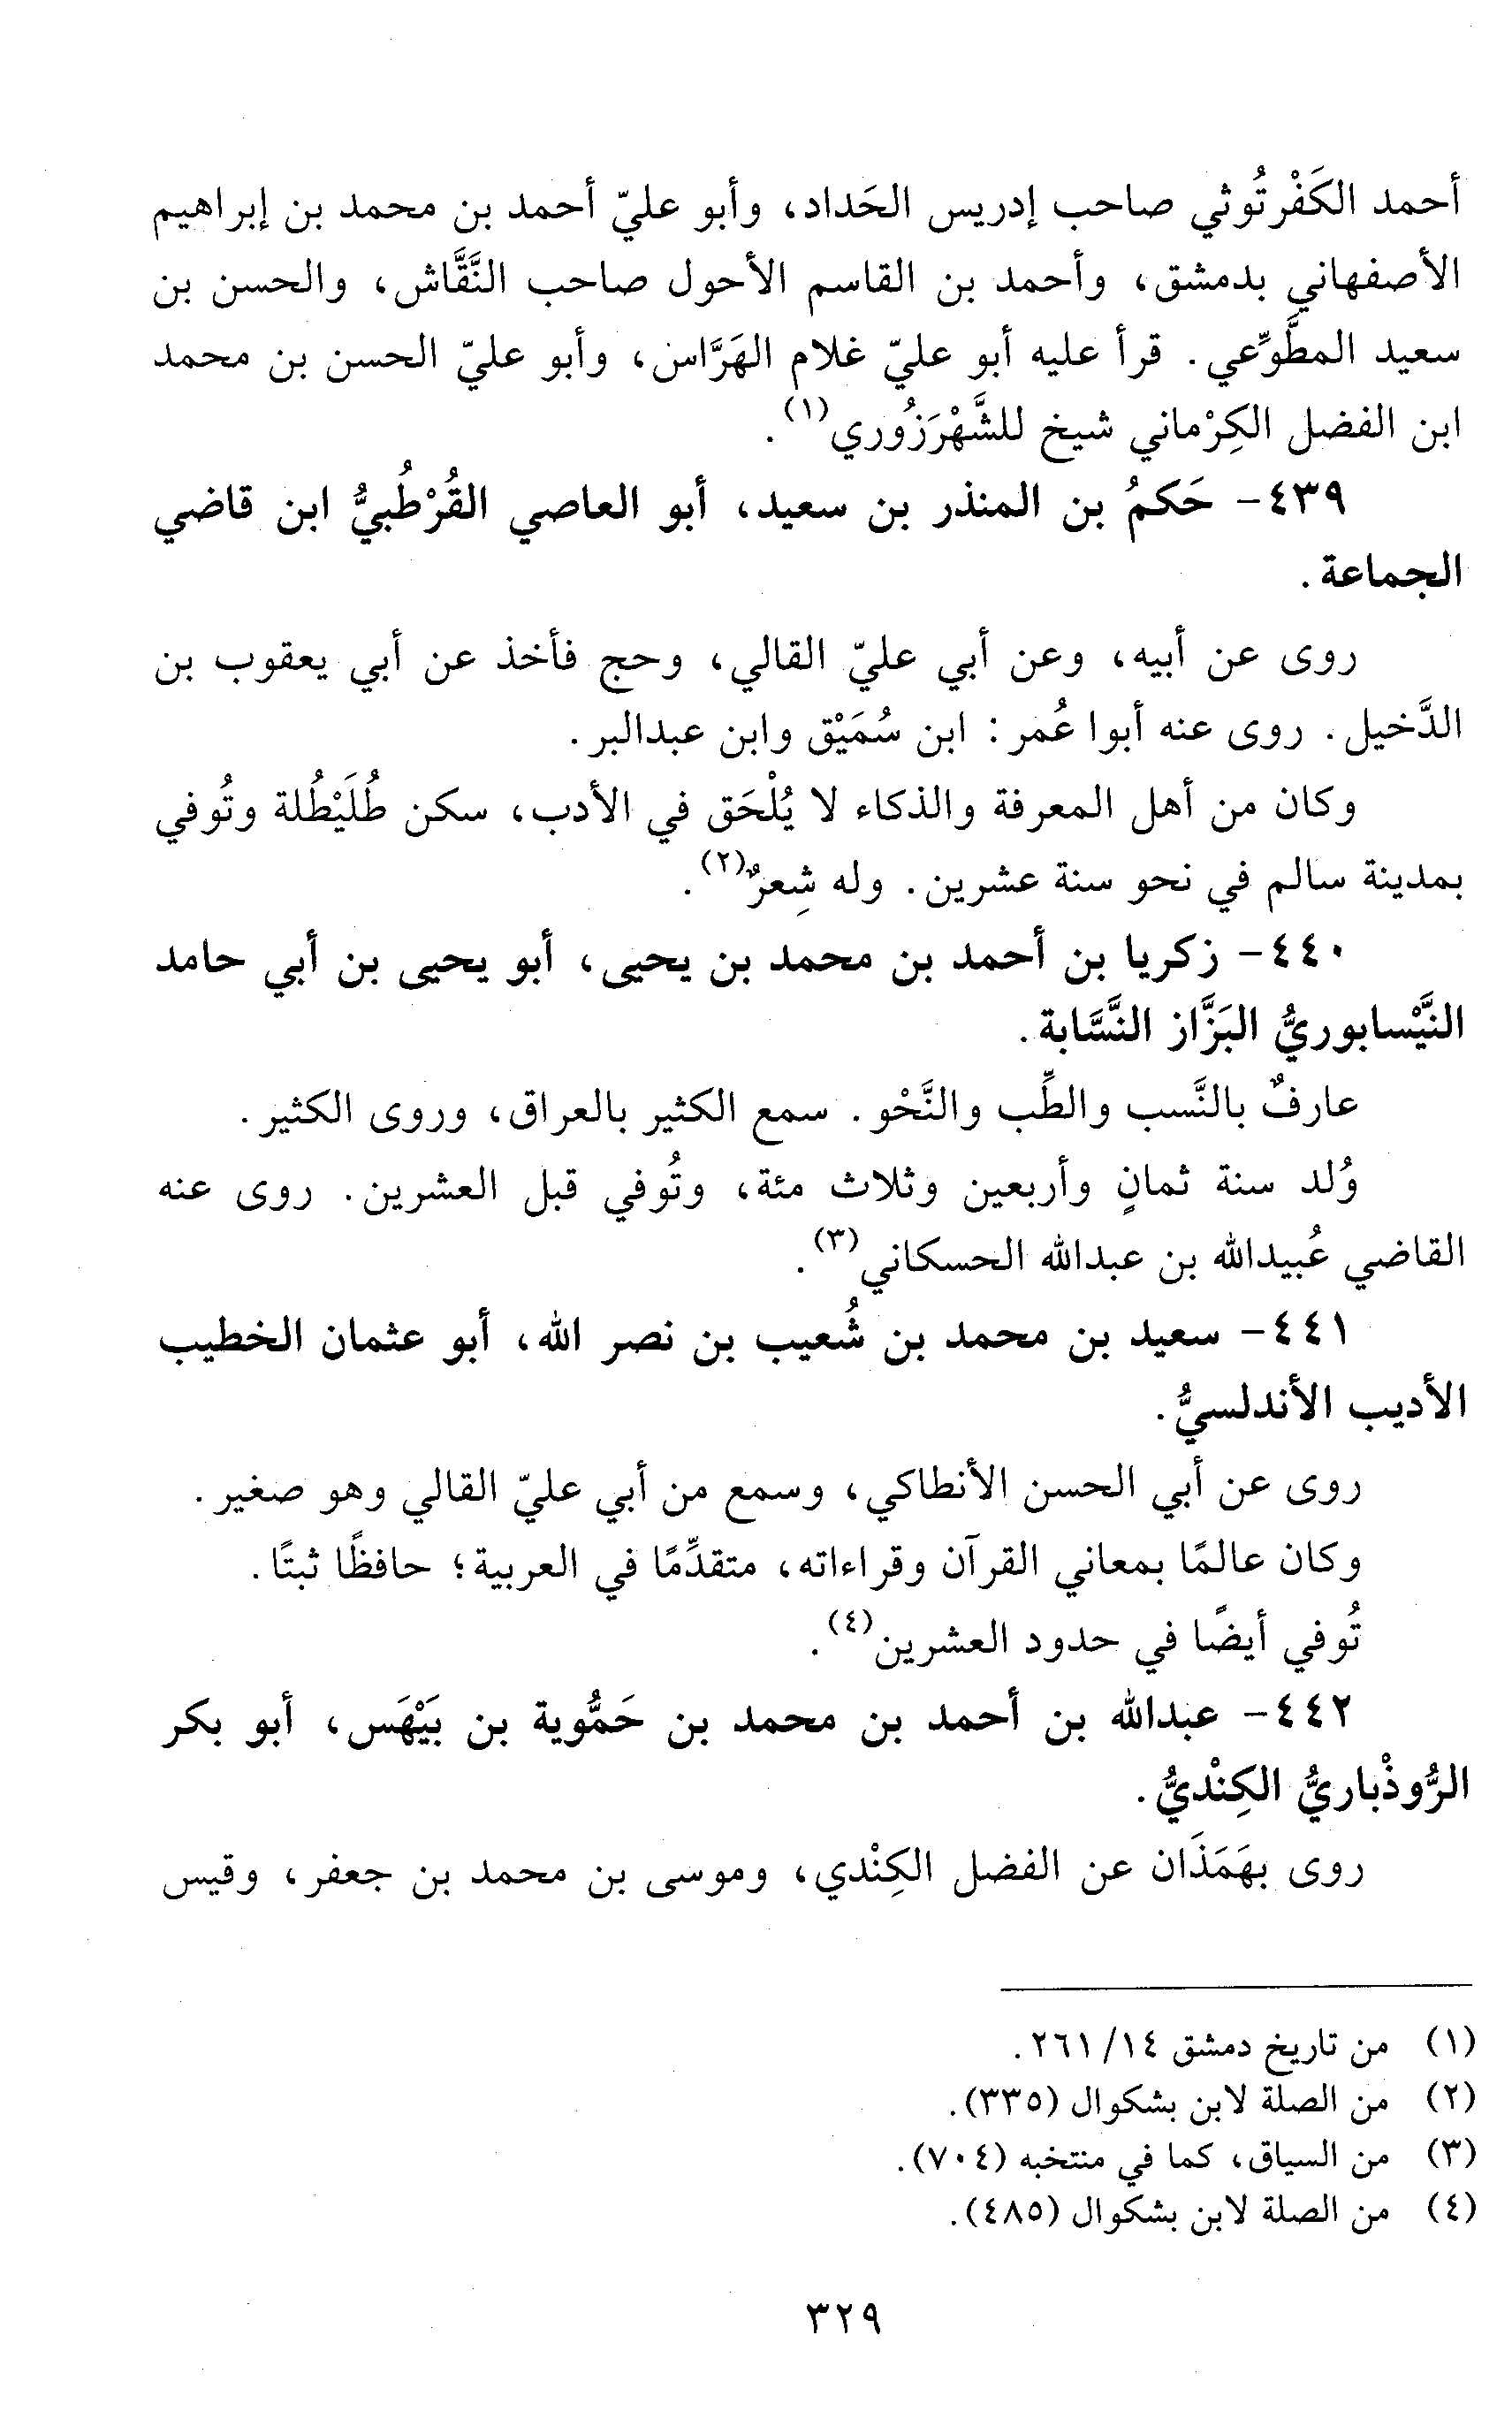 أحمد الكَفْرتُوثي صاحب إدريس الحَداد، وأبو عليّ أحمد بن محمد بن إبراهيم
الأصفهاني بدمشق، وأحمد بن القاسم الأحول صاحب النَّقَّاش، والحسن بن
سعيد المطَّوِّعي. قرأ عليه أبو عليّ غلام الهَرَّاس، وأبو عليّ الحسن بن محمد
ابن الفضل الكِرْماني شيخ للشَّهْرَزُوري(١).
٤٣٩- حَكمُ بن المنذر بن سعيد، أبو العاصي القُرْطُبيُّ ابن قاضي
الجماعة.
روى عن أبيه، وعن أبي عليّ القالي، وحج فأخذ عن أبي يعقوب بن
الدَّخيل. روى عنه أبوا عُمر: ابن سُمَيْق وابن عبدالبر.
وكان من أهل المعرفة والذكاء لا يُلْحَق في الأدب، سكن طُلَيْطُلة وتُوفي
بمدينة سالم في نحو سنة عشرين. وله شِعرٌ(٢).
٤٤٠- زكريا بن أحمد بن محمد بن يحيى، أبو يحيى بن أبي حامد
النَّيْسابوريُّ البَزَّاز النَّسَّابة.
عارفٌ بالنَّسب والطِّب والنَّحْو. سمع الكثير بالعراق، وروى الكثير.
وُلد سنة ثمانٍ وأربعين وثلاث مئة، وتُوفي قبل العشرين. روى عنه
القاضي عُبيدالله بن عبدالله الحسكاني(٣).
٤٤١- سعيد بن محمد بن شُعيب بن نصر الله، أبو عثمان الخطيب
الأديب الأندلسيُّ.
روى عن أبي الحسن الأنطاكي، وسمع من أبي عليّ القالي وهو صغير.
وكان عالمًا بمعاني القرآن وقراءاته، متقدِّمًا في العربية؛ حافظًا ثبتًا.
تُوفي أيضًا في حدود العشرين(٤).
٤٤٢- عبدالله بن أحمد بن محمد بن حَمُّوية بن بَيْهَس، أبو بكر
الرُّوذْباريُّ الكِنْديُّ.
روى بهَمَذَان عن الفضل الكِنْدي، وموسى بن محمد بن جعفر، وقيس
(١) من تاريخ دمشق ١٤/ ٢٦١.
(٢) من الصلة لابن بشكوال (٣٣٥).
(٣) من السياق، كما في منتخبه (٧٠٤).
(٤) من الصلة لابن بشكوال (٤٨٥).
٣٢٩